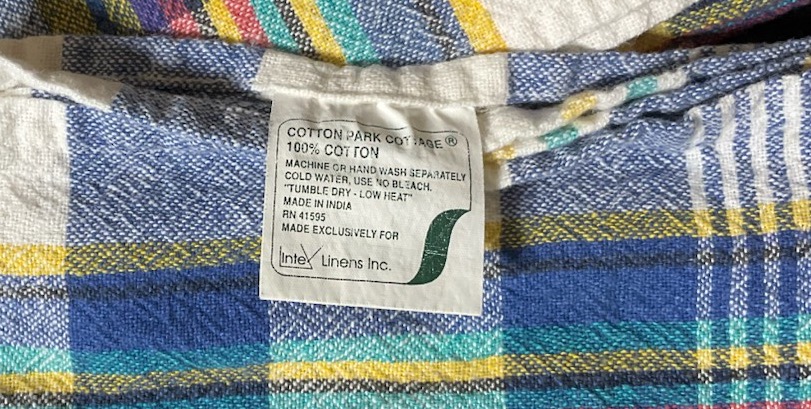 COTTON PARK COTTAGE®
100% COTTON
MACHINE OR HAND WASH SEPARATELY
COLD WATER, USE NO BLEACH.
"TUMBLE DRY - LOW HEAT"
MADE IN INDIA
RN 41595
MADE EXCLUSIVELY FOR
Intex Linens Inc.